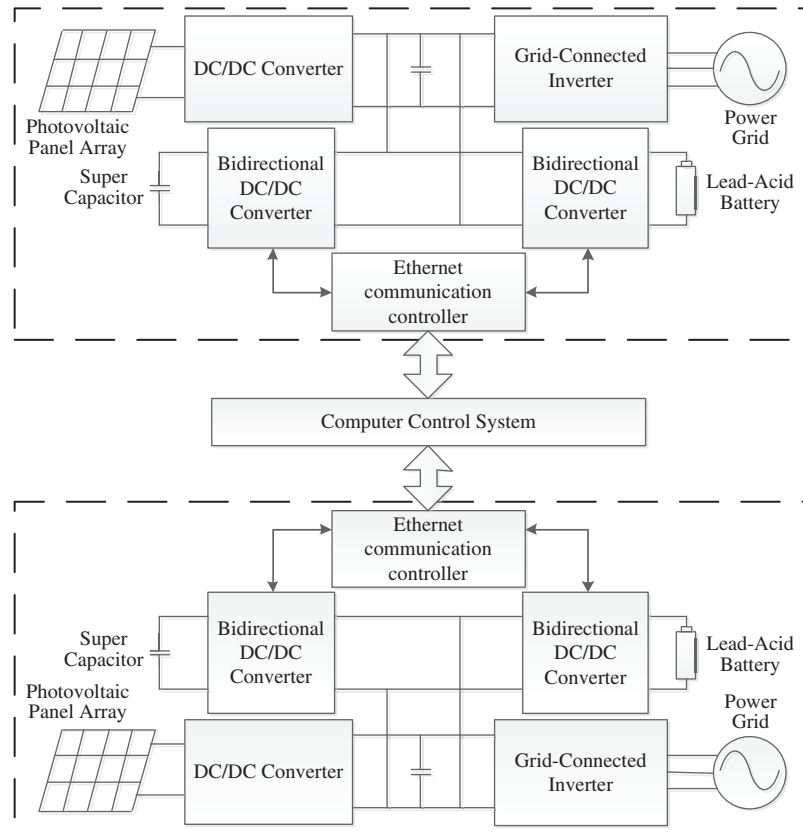 DC/DC Converter
Grid-Connected
Inverter
Photovoltaic
Panel Array
Power
Grid
Super
Capacitor
Bidirectional
DC/DC
Converter
Bidirectional
DC/DC
Converter
Lead-Acid
Battery
Ethernet
communication
controller
Computer Control System
Ethernet
communication
controller
Super
Capacitor
Bidirectional
DC/DC
Converter
Bidirectional
DC/DC
Converter
Lead-Acid
Battery
Photovoltaic
Panel Array
Power
Grid
DC/DC Converter
Grid-Connected
Inverter